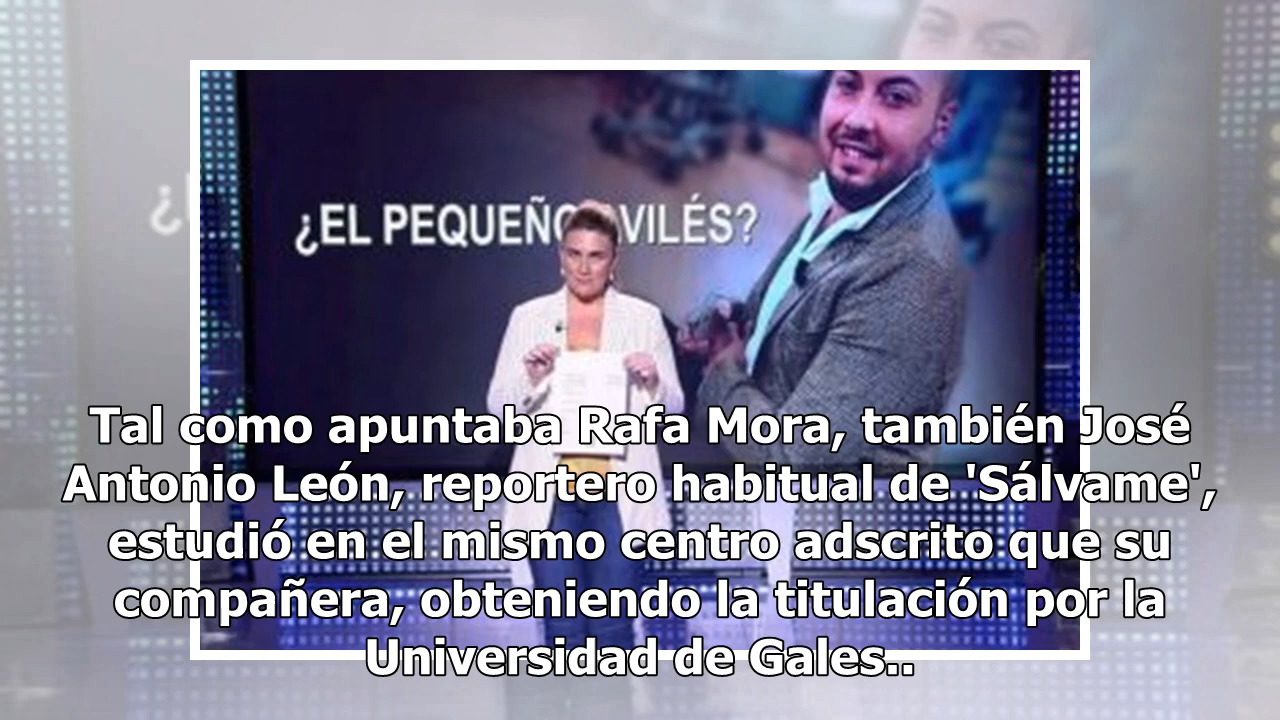 ¿EL PEQUEÑO AVILÉS?
Tal como apuntaba Rafa Mora, también José
Antonio León, reportero habitual de 'Sálvame',
estudió en el mismo centro adscrito que su
compañera, obteniendo la titulación por la
Universidad de Gales..